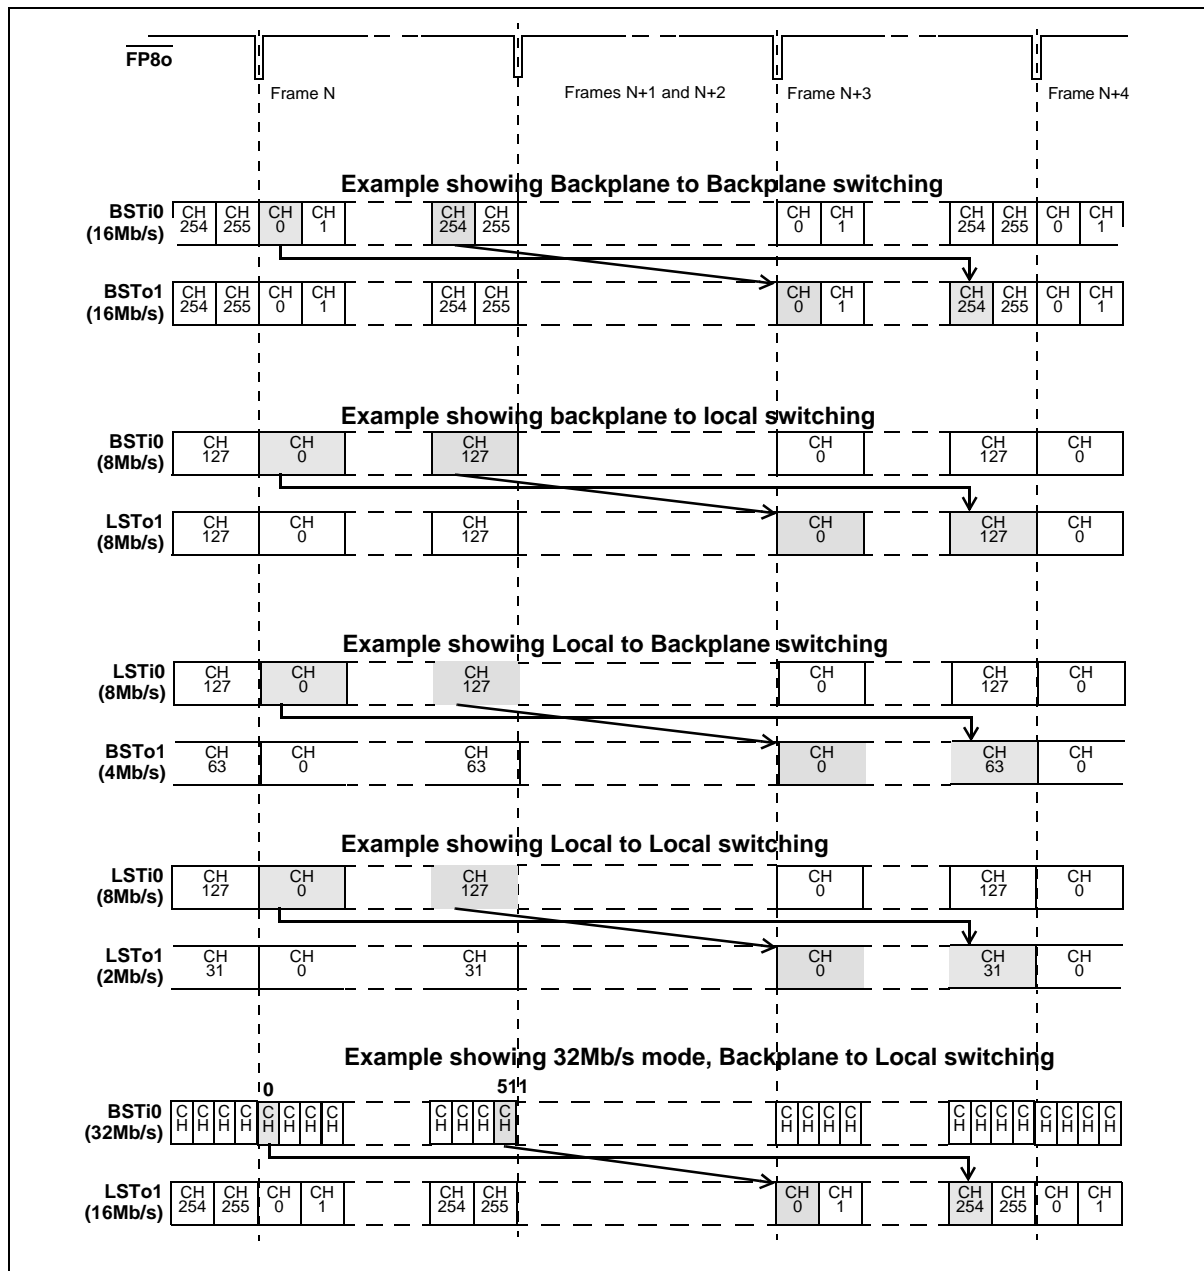 FP8o
Frame N Frames N+1 and N+2 Frame N+3 Frame N+4
Example showing Backplane to Backplane switching
BSTi0
(16Mb/s)
CH 254 CH 255 CH 0 CH 1 CH 254 CH 255 CH 0 CH 1 CH 254 CH 255 CH 0 CH 1
BSTo1
(16Mb/s)
CH 254 CH 255 CH 0 CH 1 CH 254 CH 255 CH 0 CH 1 CH 254 CH 255 CH 0 CH 1
Example showing backplane to local switching
BSTi0
(8Mb/s)
CH 127 CH 0 CH 127 CH 0 CH 127 CH 0
LSTo1
(8Mb/s)
CH 127 CH 0 CH 127 CH 0 CH 127 CH 0
Example showing Local to Backplane switching
LSTi0
(8Mb/s)
CH 127 CH 0 CH 127 CH 0 CH 127 CH 0
BSTo1
(4Mb/s)
CH 63 CH 0 CH 63 CH 0 CH 63 CH 0
Example showing Local to Local switching
LSTi0
(8Mb/s)
CH 127 CH 0 CH 127 CH 0 CH 127 CH 0
LSTo1
(2Mb/s)
CH 31 CH 0 CH 31 CH 0 CH 31 CH 0
Example showing 32Mb/s mode, Backplane to Local switching
0 511
BSTi0
(32Mb/s)
CH CH CH CH CH CH CH CH CH CH CH CH CH CH CH CH CH CH CH CH CH CH CH CH
LSTo1
(16Mb/s)
CH 254 CH 255 CH 0 CH 1 CH 254 CH 255 CH 0 CH 1 CH 254 CH 255 CH 0 CH 1